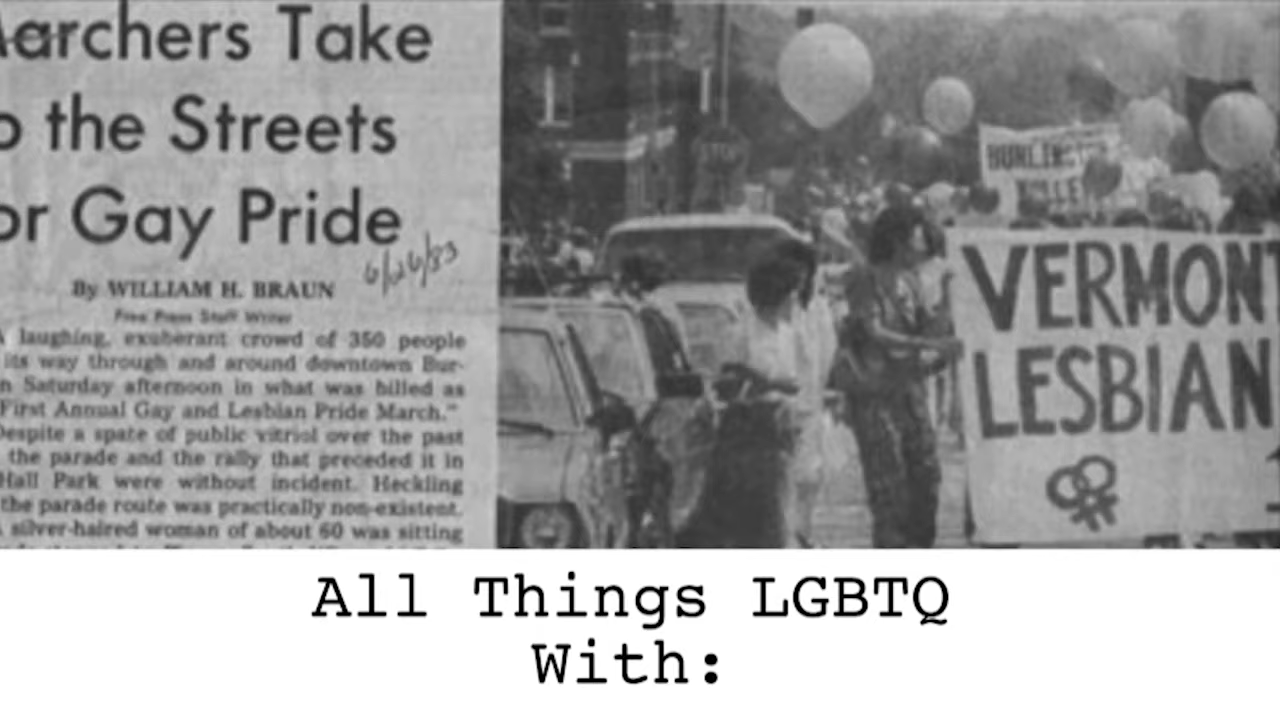 Marchers Take
o the Streets
or Gay Pride
6/26/83
By WILLIAM H. BRAUN
Free Press Staff Writer
A laughing, exuberant crowd of 350 people
its way through and around downtown Bur-
n Saturday afternoon in what was billed as
"First Annual Gay and Lesbian Pride March."
Despite a spate of public vitriol over the past
the parade and the rally that preceded it in
Hall Park were without incident. Heckling
the parade route was practically non-existent.
A silver-haired woman of about 60 was sitting
STOP
BURLINGTON
VERMONT
LESBIAN
All Things LGBTQ
With: